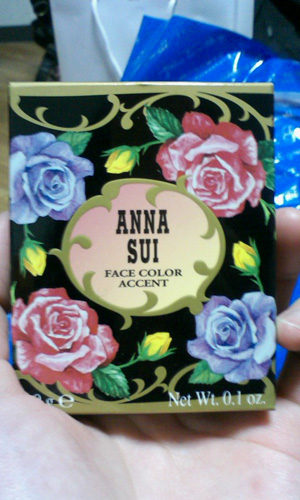 ANNA
SUI
FACE COLOR
ACCENT
g ℮ Net Wt. 0.1 oz.